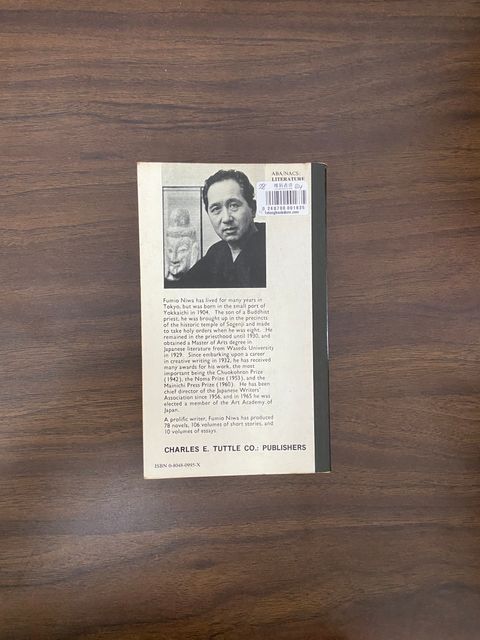 ABA/NACS:
LITERATURE
Fumio Niwa has lived for many years in
Tokyo, but was born in the small port of
Yokkaichi in 1904. The son of a Buddhist
priest, he was brought up in the precincts
of the historic temple of Sogenji and made
to take holy orders when he was eight. He
remained in the priesthood until 1930, and
obtained a Master of Arts degree in
Japanese literature from Waseda University
in 1929. Since embarking upon a career
in creative writing in 1932, he has received
many awards for his work, the most
important being the Chuokohron Prize
(1942), the Noma Prize (1953), and the
Mainichi Press Prize (1960). He has been
chief director of the Japanese Writers'
Association since 1956, and in 1965 he was
elected a member of the Art Academy of
Japan.
A prolific writer, Fumio Niwa has produced
78 novels, 106 volumes of short stories, and
10 volumes of essays.
CHARLES E. TUTTLE CO.: PUBLISHERS
ISBN 0-8048-0995-X